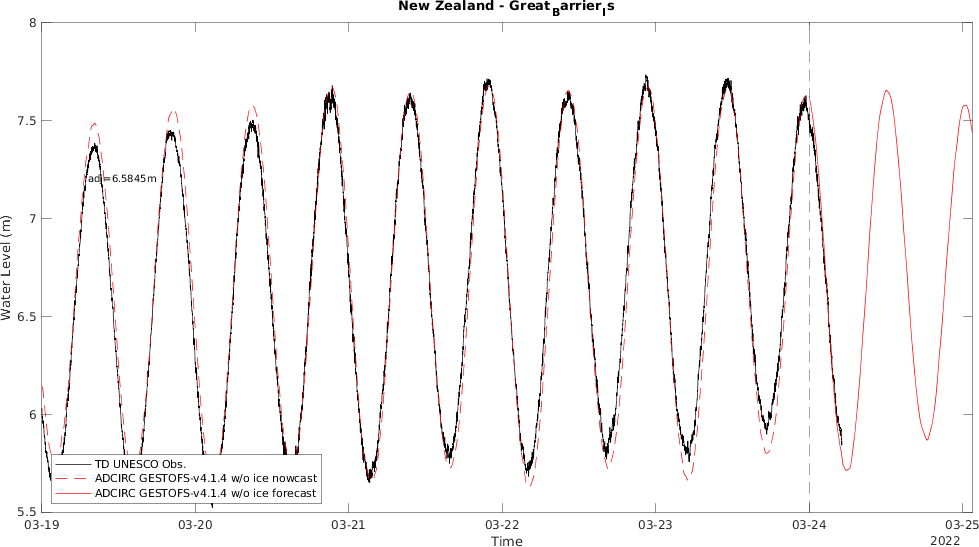 New Zealand - Great_Barrier_Is
8
7.5
7
6.5
6
5.5
Water Level (m)
adj=6.5845m
TD UNESCO Obs.
ADCIRC GESTOFS-v4.1.4 w/o ice nowcast
ADCIRC GESTOFS-v4.1.4 w/o ice forecast
03-19 03-20 03-21 03-22 03-23 03-24 03-25
Time
2022